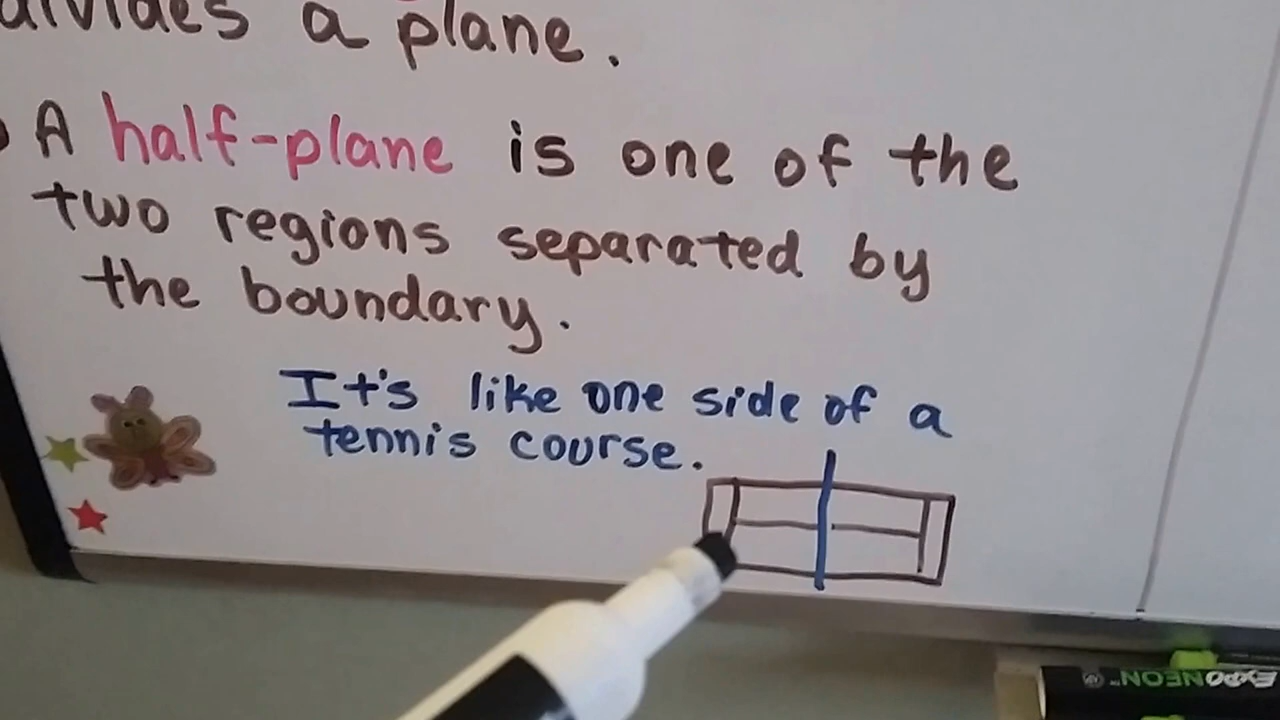 divides a plane.
A half-plane is one of the
two regions separated by
the boundary.
It's like one side of a
tennis course.
EXPO NEON